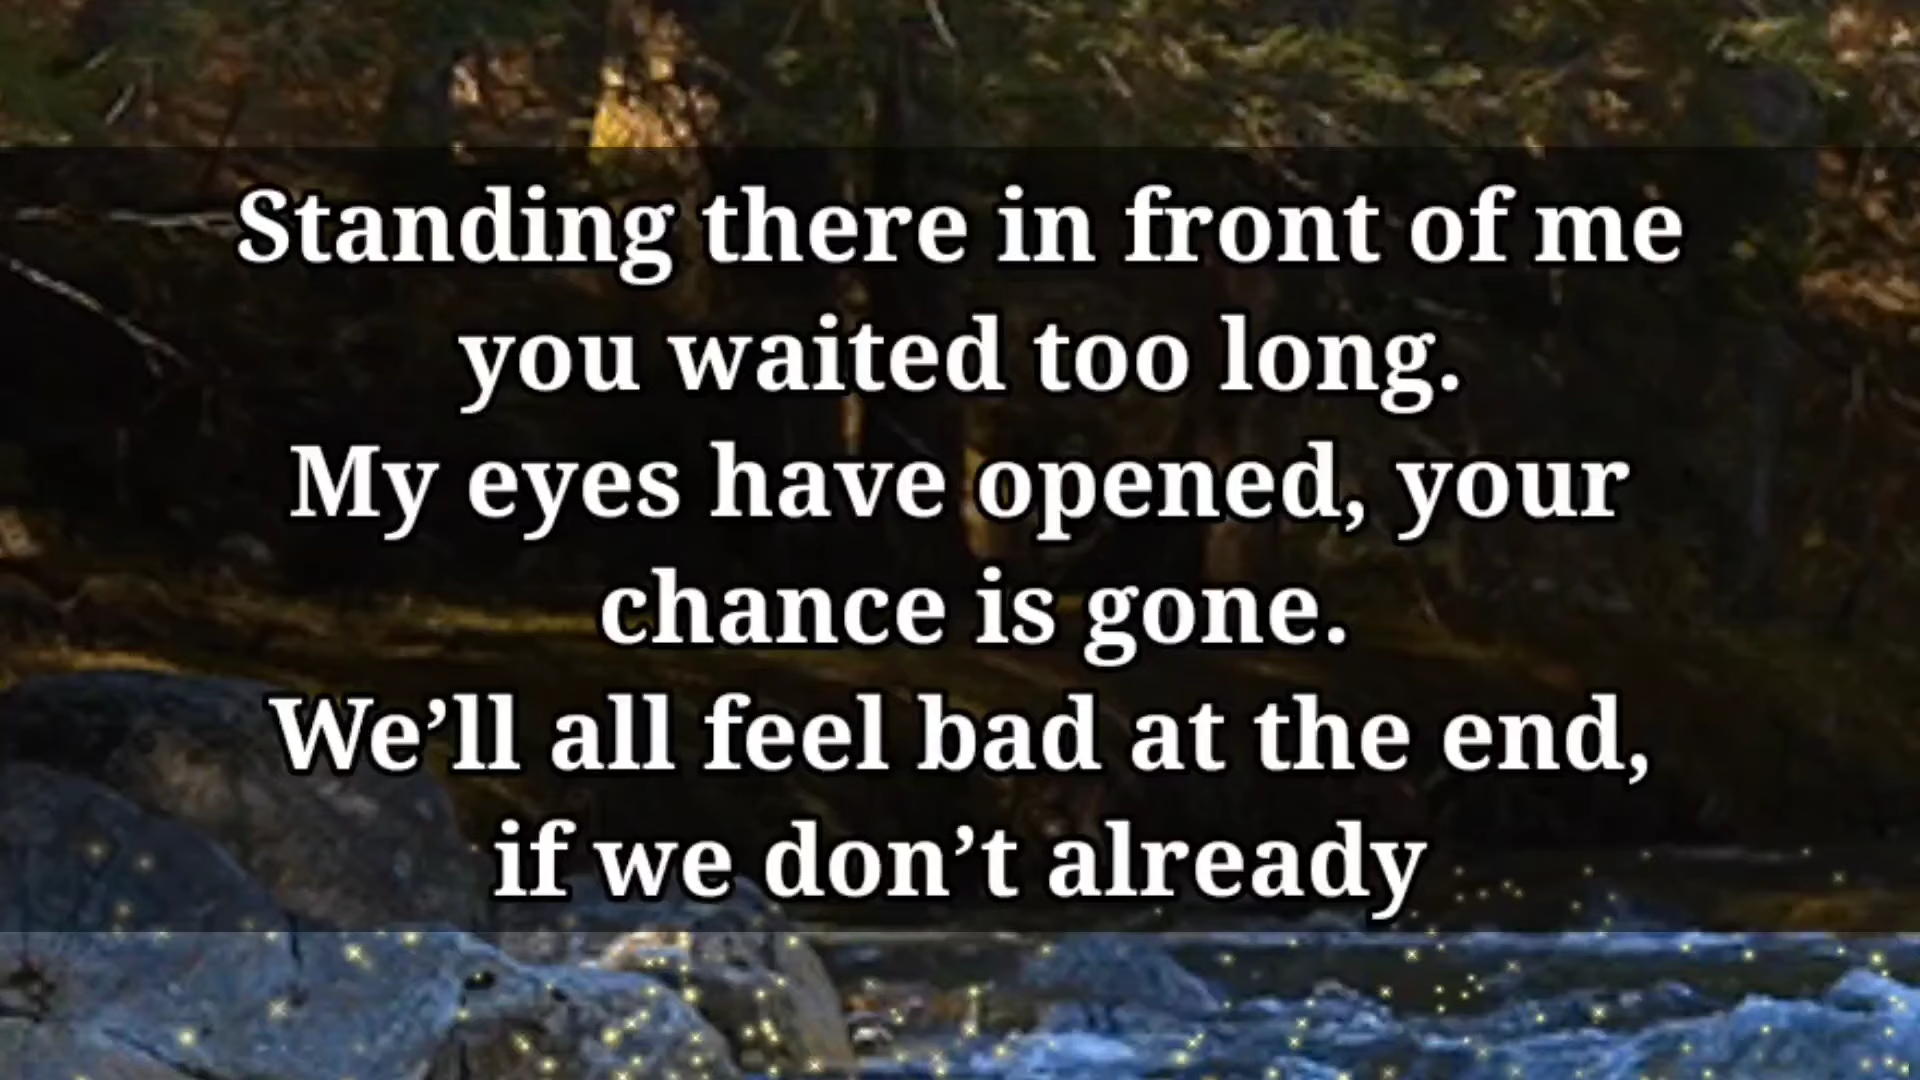 Standing there in front of me
you waited too long.
My eyes have opened, your
chance is gone.
We’ll all feel bad at the end,
if we don’t already